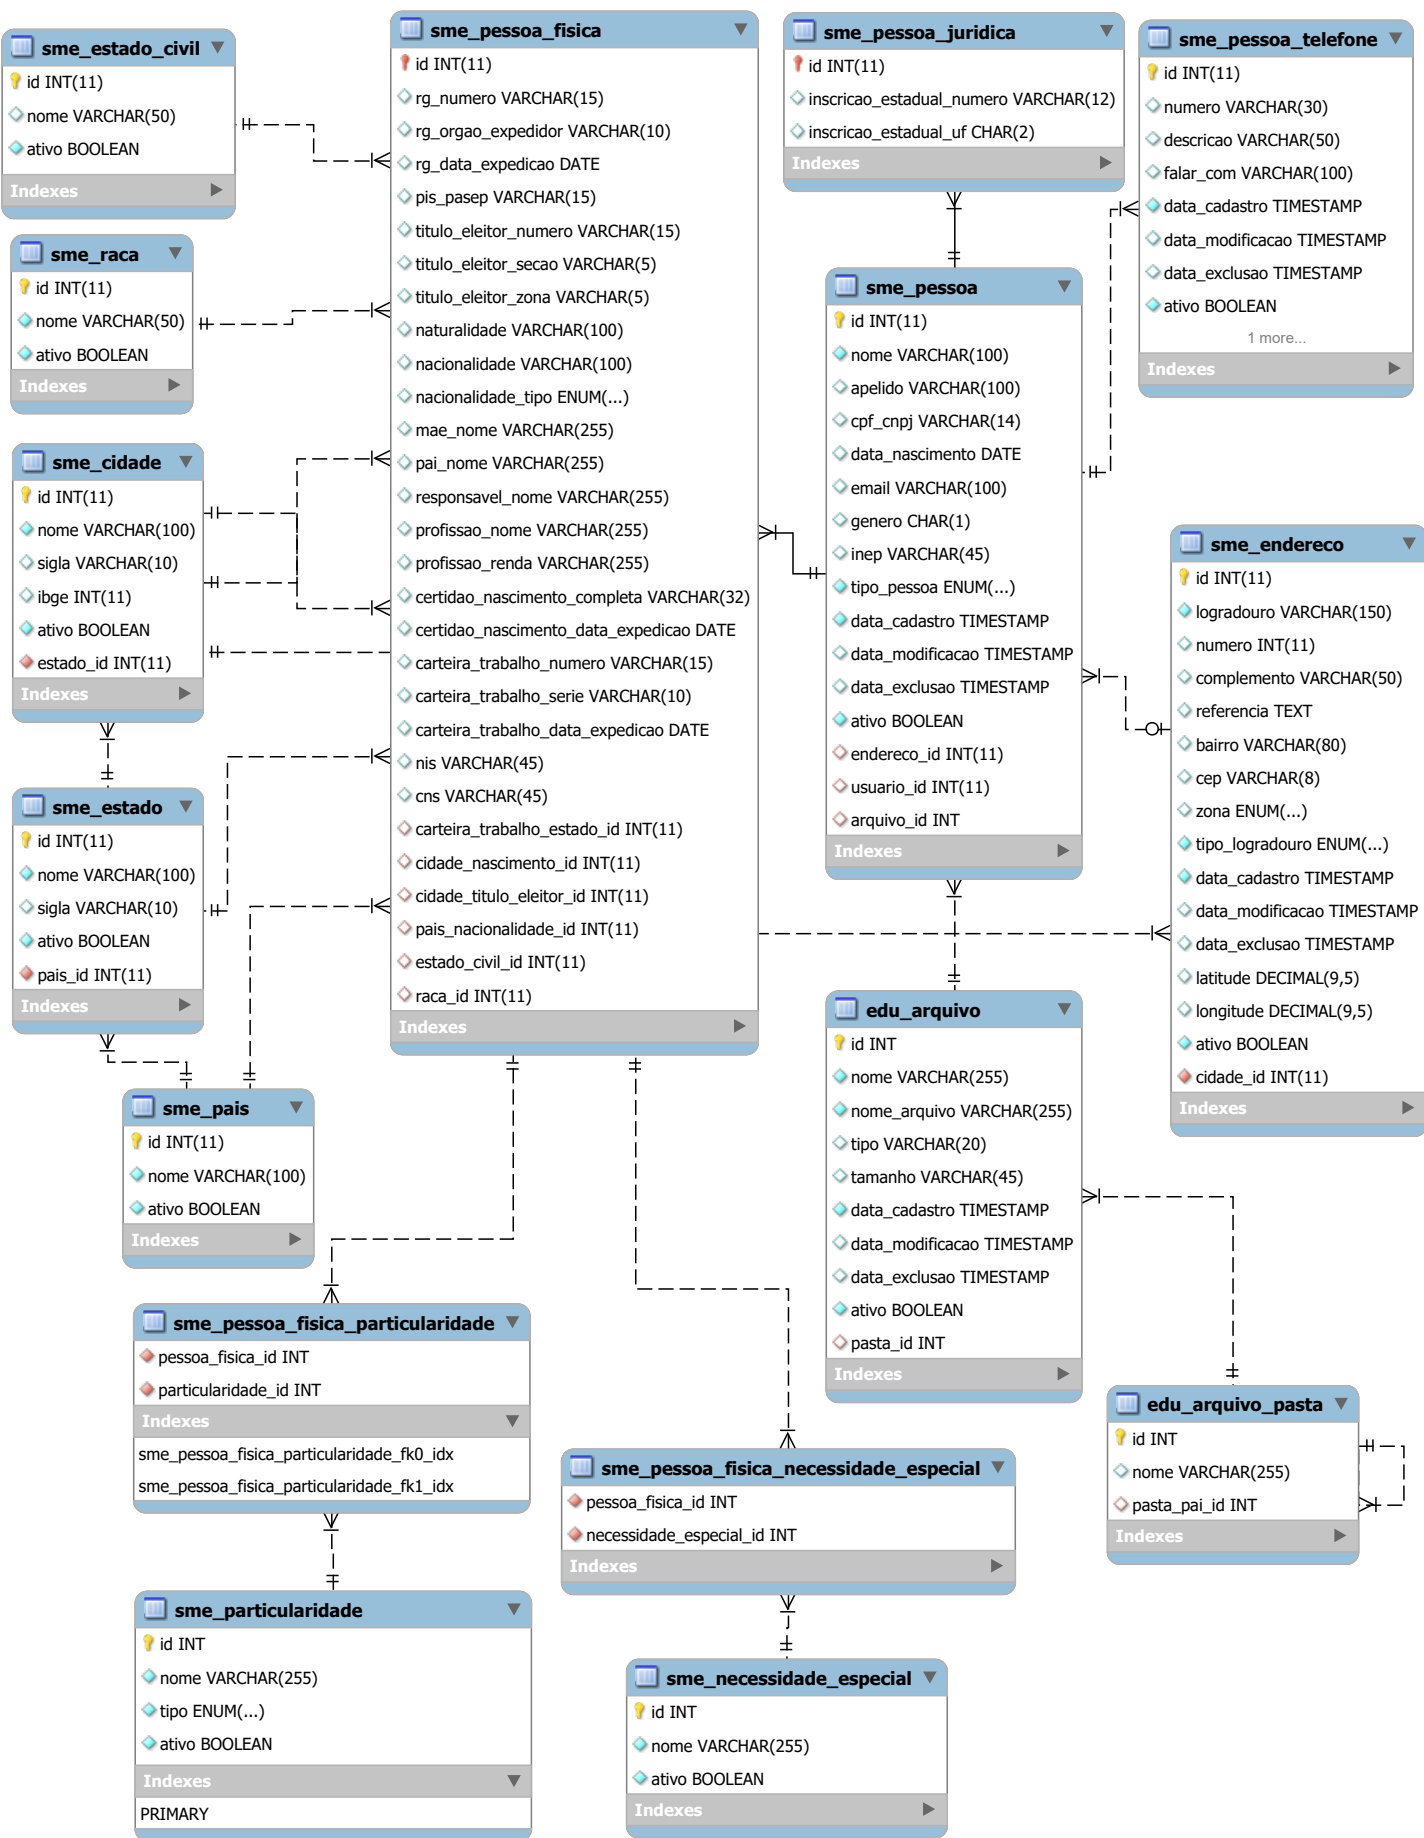 sme_estado_civil
id INT(11)
nome VARCHAR(50)
ativo BOOLEAN
Indexes
sme_raca
id INT(11)
nome VARCHAR(50)
ativo BOOLEAN
Indexes
sme_cidade
id INT(11)
nome VARCHAR(100)
sigla VARCHAR(10)
ibge INT(11)
ativo BOOLEAN
estado_id INT(11)
Indexes
sme_estado
id INT(11)
nome VARCHAR(100)
sigla VARCHAR(10)
ativo BOOLEAN
pais_id INT(11)
Indexes
sme_pais
id INT(11)
nome VARCHAR(100)
ativo BOOLEAN
Indexes
sme_pessoa_fisica
id INT(11)
rg_numero VARCHAR(15)
rg_orgao_expedidor VARCHAR(10)
rg_data_expedicao DATE
pis_pasep VARCHAR(15)
titulo_eleitor_numero VARCHAR(15)
titulo_eleitor_secao VARCHAR(5)
titulo_eleitor_zona VARCHAR(5)
naturalidade VARCHAR(100)
nacionalidade VARCHAR(100)
nacionalidade_tipo ENUM(...)
mae_nome VARCHAR(255)
pai_nome VARCHAR(255)
responsavel_nome VARCHAR(255)
profissao_nome VARCHAR(255)
profissao_renda VARCHAR(255)
certidao_nascimento_completa VARCHAR(32)
certidao_nascimento_data_expedicao DATE
carteira_trabalho_numero VARCHAR(15)
carteira_trabalho_serie VARCHAR(10)
carteira_trabalho_data_expedicao DATE
nis VARCHAR(45)
cns VARCHAR(45)
carteira_trabalho_estado_id INT(11)
cidade_nascimento_id INT(11)
cidade_titulo_eleitor_id INT(11)
pais_nacionalidade_id INT(11)
estado_civil_id INT(11)
raca_id INT(11)
Indexes
sme_pessoa_juridica
id INT(11)
inscricao_estadual_numero VARCHAR(12)
inscricao_estadual_uf CHAR(2)
Indexes
sme_pessoa_telefone
id INT(11)
numero VARCHAR(30)
descricao VARCHAR(50)
falar_com VARCHAR(100)
data_cadastro TIMESTAMP
data_modificacao TIMESTAMP
data_exclusao TIMESTAMP
ativo BOOLEAN
1 more...
Indexes
sme_pessoa
id INT(11)
nome VARCHAR(100)
apelido VARCHAR(100)
cpf_cnpj VARCHAR(14)
data_nascimento DATE
email VARCHAR(100)
genero CHAR(1)
inep VARCHAR(45)
tipo_pessoa ENUM(...)
data_cadastro TIMESTAMP
data_modificacao TIMESTAMP
data_exclusao TIMESTAMP
ativo BOOLEAN
endereco_id INT(11)
usuario_id INT(11)
arquivo_id INT
Indexes
sme_endereco
id INT(11)
logradouro VARCHAR(150)
numero INT(11)
complemento VARCHAR(50)
referencia TEXT
bairro VARCHAR(80)
cep VARCHAR(8)
zona ENUM(...)
tipo_logradouro ENUM(...)
data_cadastro TIMESTAMP
data_modificacao TIMESTAMP
data_exclusao TIMESTAMP
latitude DECIMAL(9,5)
longitude DECIMAL(9,5)
ativo BOOLEAN
cidade_id INT(11)
Indexes
edu_arquivo
id INT
nome VARCHAR(255)
nome_arquivo VARCHAR(255)
tipo VARCHAR(20)
tamanho VARCHAR(45)
data_cadastro TIMESTAMP
data_modificacao TIMESTAMP
data_exclusao TIMESTAMP
ativo BOOLEAN
pasta_id INT
Indexes
edu_arquivo_pasta
id INT
nome VARCHAR(255)
pasta_pai_id INT
Indexes
sme_pessoa_fisica_particularidade
pessoa_fisica_id INT
particularidade_id INT
Indexes
sme_pessoa_fisica_particularidade_fk0_idx
sme_pessoa_fisica_particularidade_fk1_idx
sme_pessoa_fisica_necessidade_especial
pessoa_fisica_id INT
necessidade_especial_id INT
Indexes
sme_particularidade
id INT
nome VARCHAR(255)
tipo ENUM(...)
ativo BOOLEAN
Indexes
PRIMARY
sme_necessidade_especial
id INT
nome VARCHAR(255)
ativo BOOLEAN
Indexes